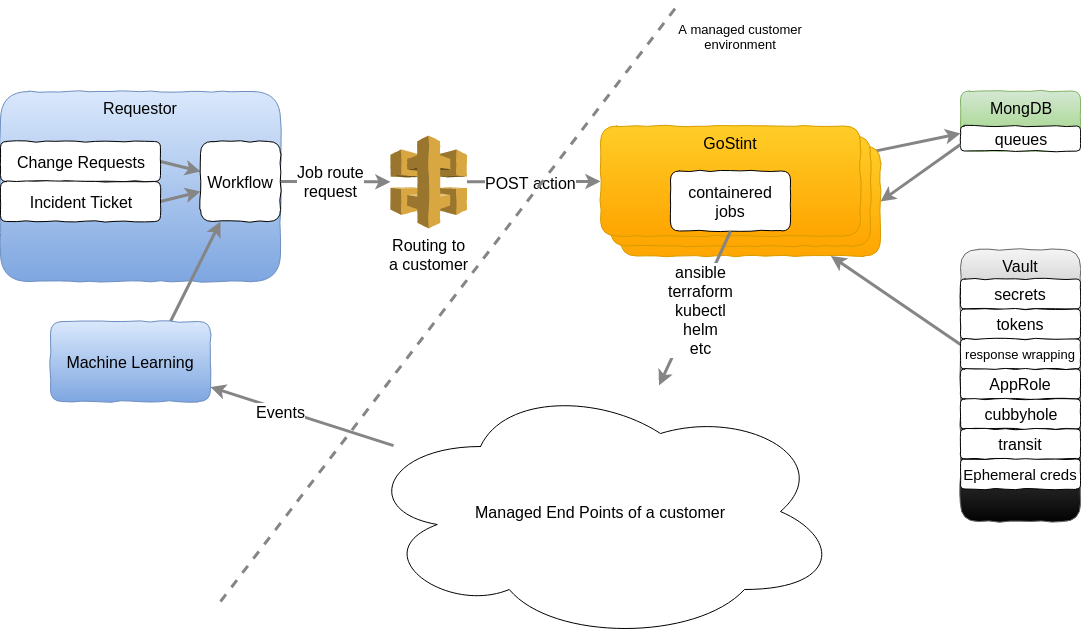 A managed customer
environment
Requestor
Change Requests
Incident Ticket
Workflow
Job route
request
Routing to
a customer
POST action
GoStint
containered
jobs
MongDB
queues
ansible
terraform
kubectl
helm
etc
Vault
secrets
tokens
response wrapping
AppRole
cubbyhole
transit
Ephemeral creds
Machine Learning
Events
Managed End Points of a customer